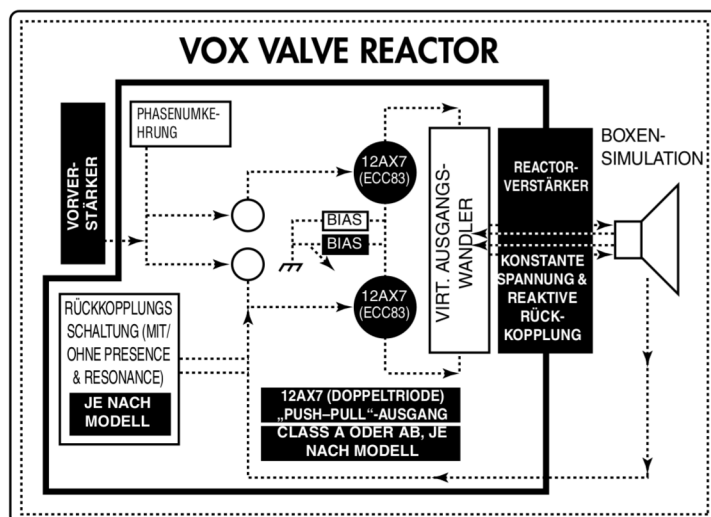 VOX VALVE REACTOR
PHASENUMKE-
HRUNG
VORVER-
STÄRKER
12AX7
(ECC83)
BIAS
BIAS
12AX7
(ECC83)
VIRT. AUSGANGS-
WANDLER
REACTOR-
VERSTÄRKER
KONSTANTE
SPANNUNG &
REAKTIVE
RÜCK-
KOPPLUNG
BOXEN-
SIMULATION
RÜCKKOPPLUNGS
SCHALTUNG (MIT/
OHNE PRESENCE
& RESONANCE)
JE NACH
MODELL
12AX7 (DOPPELTRIODE)
„PUSH–PULL“-AUSGANG
CLASS A ODER AB, JE
NACH MODELL